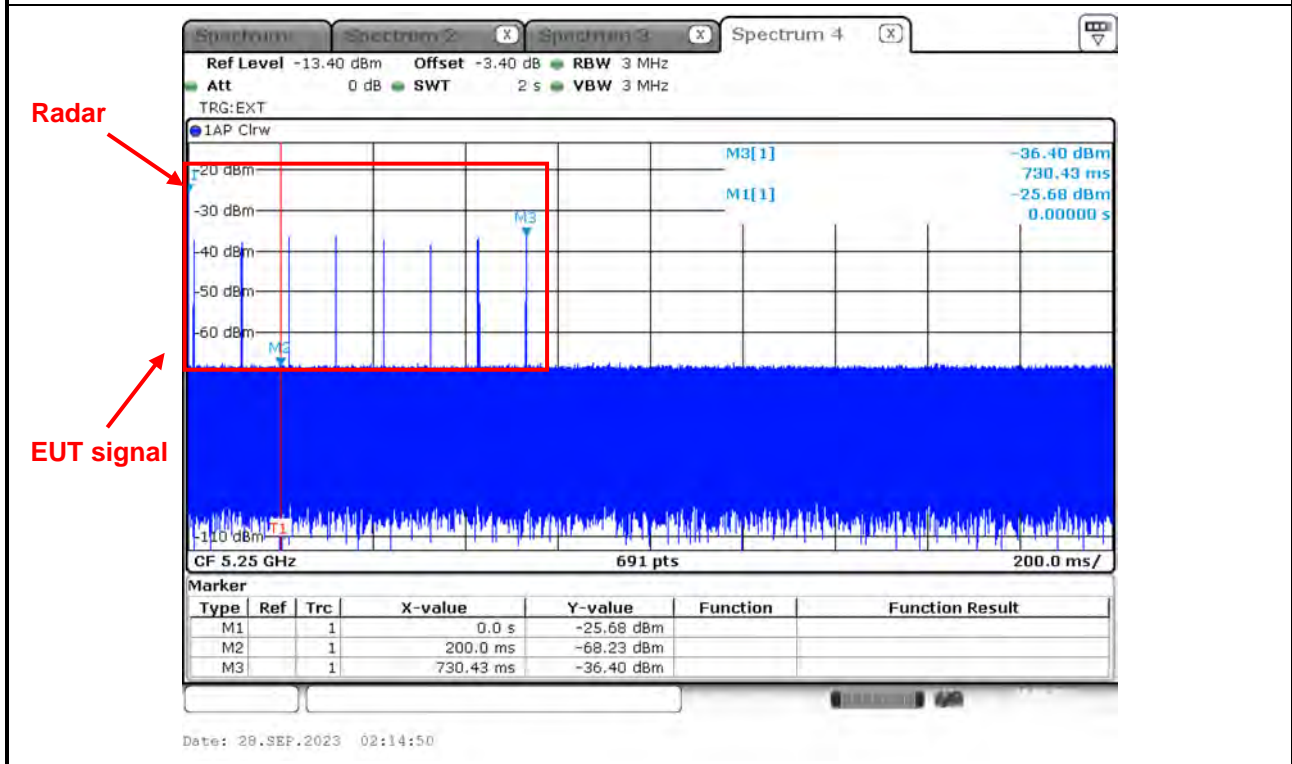 Spectrum Spectrum 2 X Spectrum 3 X Spectrum 4 X
Ref Level -13.40 dBm Offset -3.40 dB RBW 3 MHz
Att 0 dB SWT 2 s VBW 3 MHz
TRG:EXT
Radar
1AP Clrw
M3[1] -36.40 dBm
730.43 ms
-20 dBm
M1[1] -25.68 dBm
0.00000 s
-30 dBm
M3
-40 dBm
-50 dBm
-60 dBm
M2
EUT signal
T1
-110 dBm
CF 5.25 GHz 691 pts 200.0 ms/
Marker
Type Ref Trc X-value Y-value Function Function Result
M1 1 0.0 s -25.68 dBm
M2 1 200.0 ms -68.23 dBm
M3 1 730.43 ms -36.40 dBm
Date: 28.SEP.2023 02:14:50